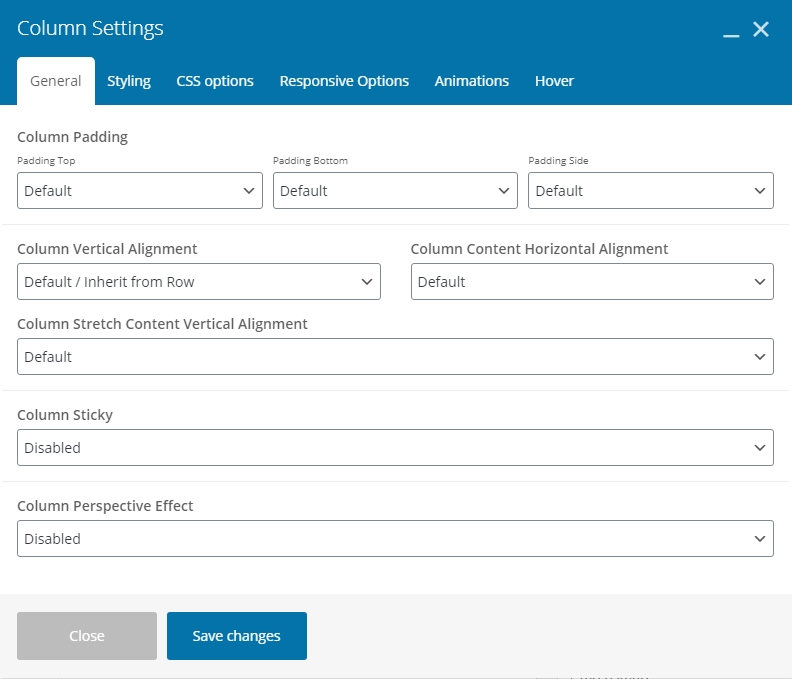 Column Settings
General Styling CSS options Responsive Options Animations Hover
Column Padding
Padding Top Padding Bottom Padding Side
Default Default Default
Column Vertical Alignment Column Content Horizontal Alignment
Default / Inherit from Row Default
Column Stretch Content Vertical Alignment
Default
Column Sticky
Disabled
Column Perspective Effect
Disabled
Close Save changes